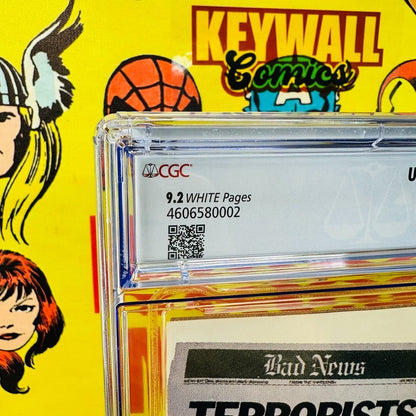 KEYWALL
Comics
CGC
U
9.2 WHITE Pages
4606580002
Bad News
TERRORISTS